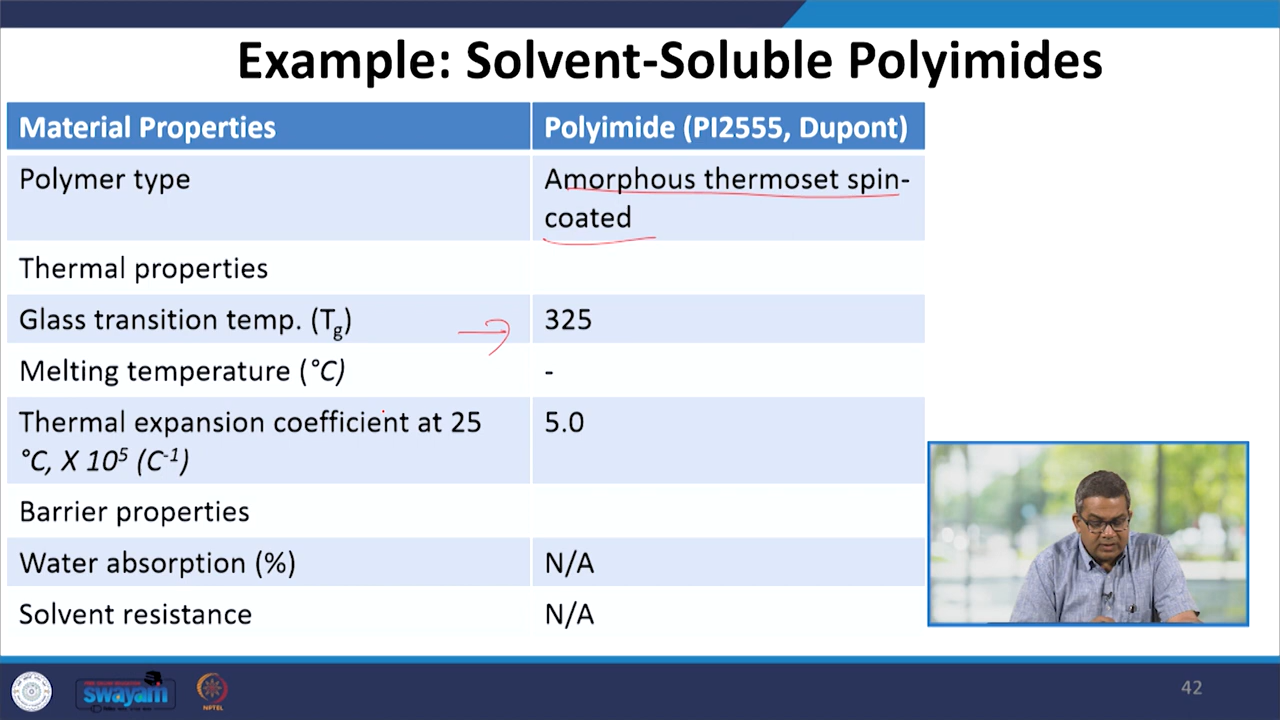 Example: Solvent-Soluble Polyimides
Material Properties Polyimide (PI2555, Dupont)
Polymer type Amorphous thermoset spin-
coated
Thermal properties
Glass transition temp. (Tg) 325
Melting temperature (°C) -
Thermal expansion coefficient at 25 5.0
°C, X 10⁵ (C⁻¹)
Barrier properties
Water absorption (%) N/A
Solvent resistance N/A
swayam
NPTEL
42